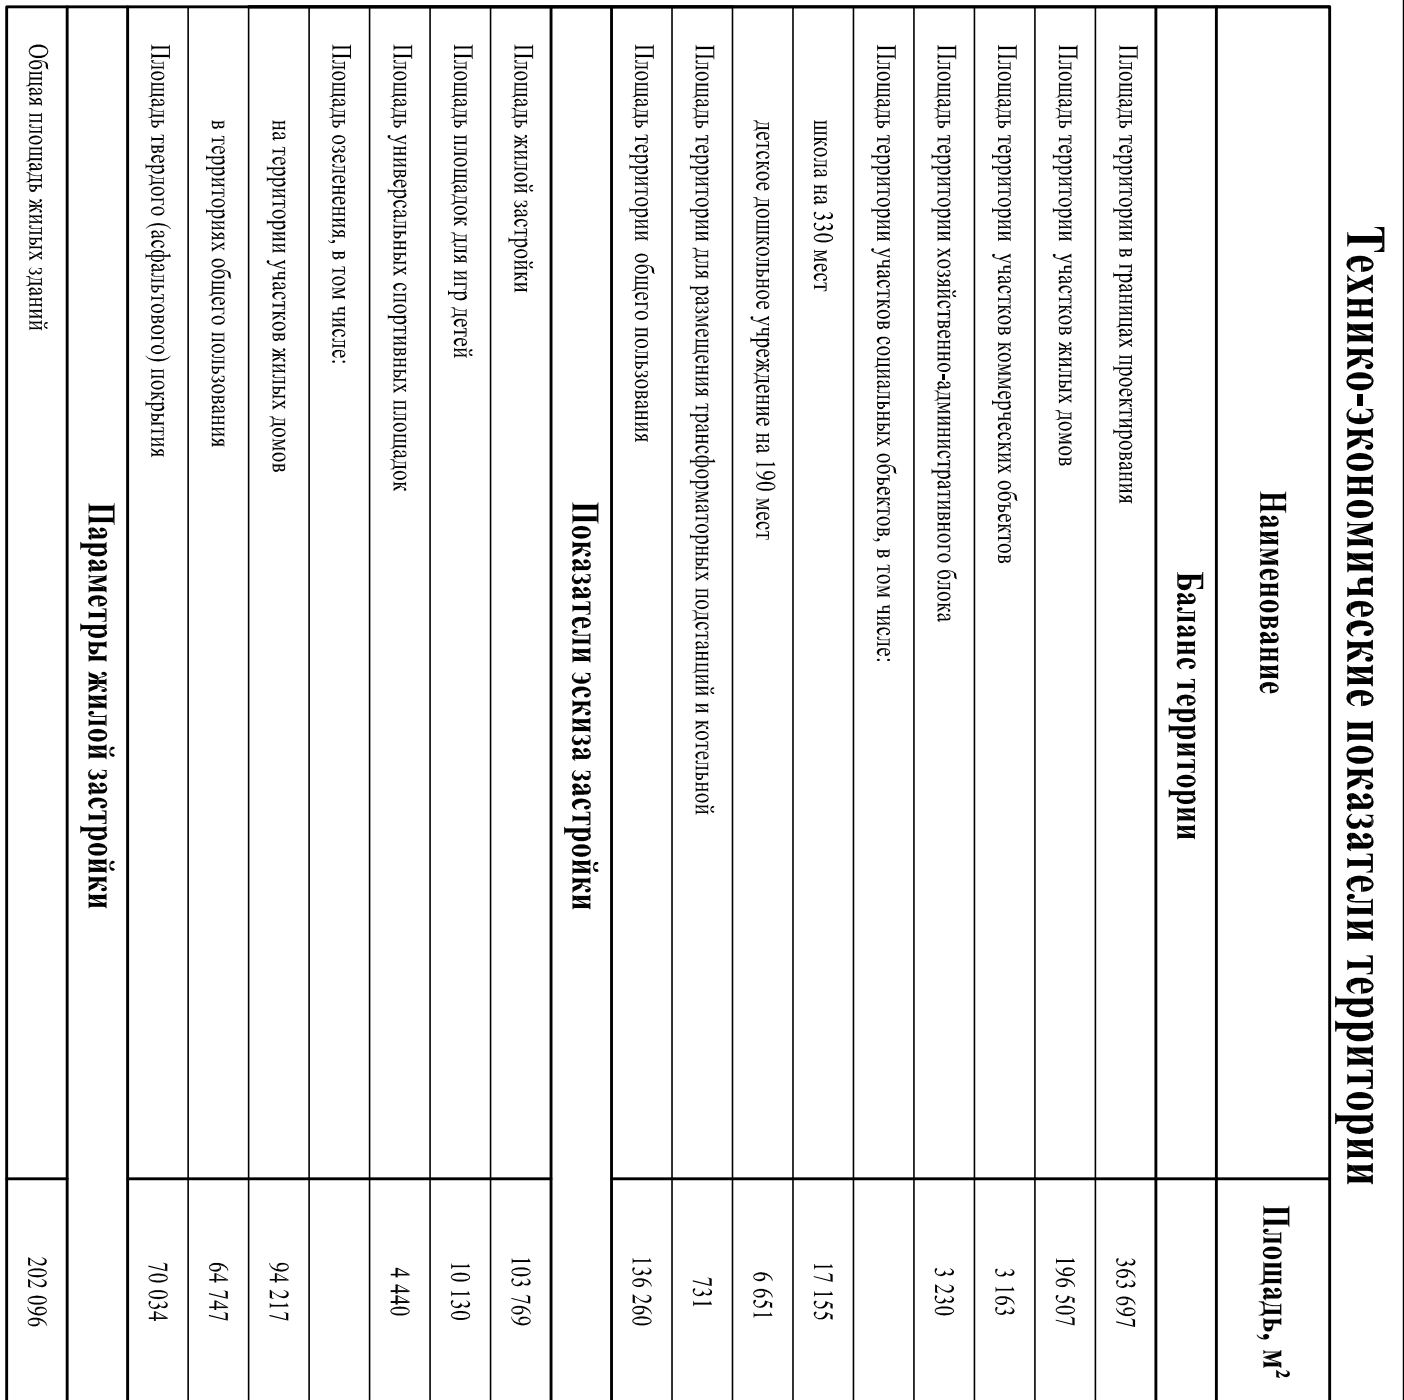 Технико-экономические показатели территории
Наименование Площадь, м²
Баланс территории
Площадь территории в границах проектирования 363 697
Площадь территории участков жилых домов 196 507
Площадь территории участков коммерческих объектов 3 163
Площадь территории хозяйственно-административного блока 3 230
Площадь территории участков социальных объектов, в том числе:
школа на 330 мест 17 155
детское дошкольное учреждение на 190 мест 6 651
Площадь территории для размещения трансформаторных подстанций и котельной 731
Площадь территории общего пользования 136 260
Показатели эскиза застройки
Площадь жилой застройки 103 769
Площадь площадок для игр детей 10 130
Площадь универсальных спортивных площадок 4 440
Площадь озеленения, в том числе:
на территории участков жилых домов 94 217
в территориях общего пользования 64 747
Площадь твердого (асфальтового) покрытия 70 034
Параметры жилой застройки
Общая площадь жилых зданий 202 096